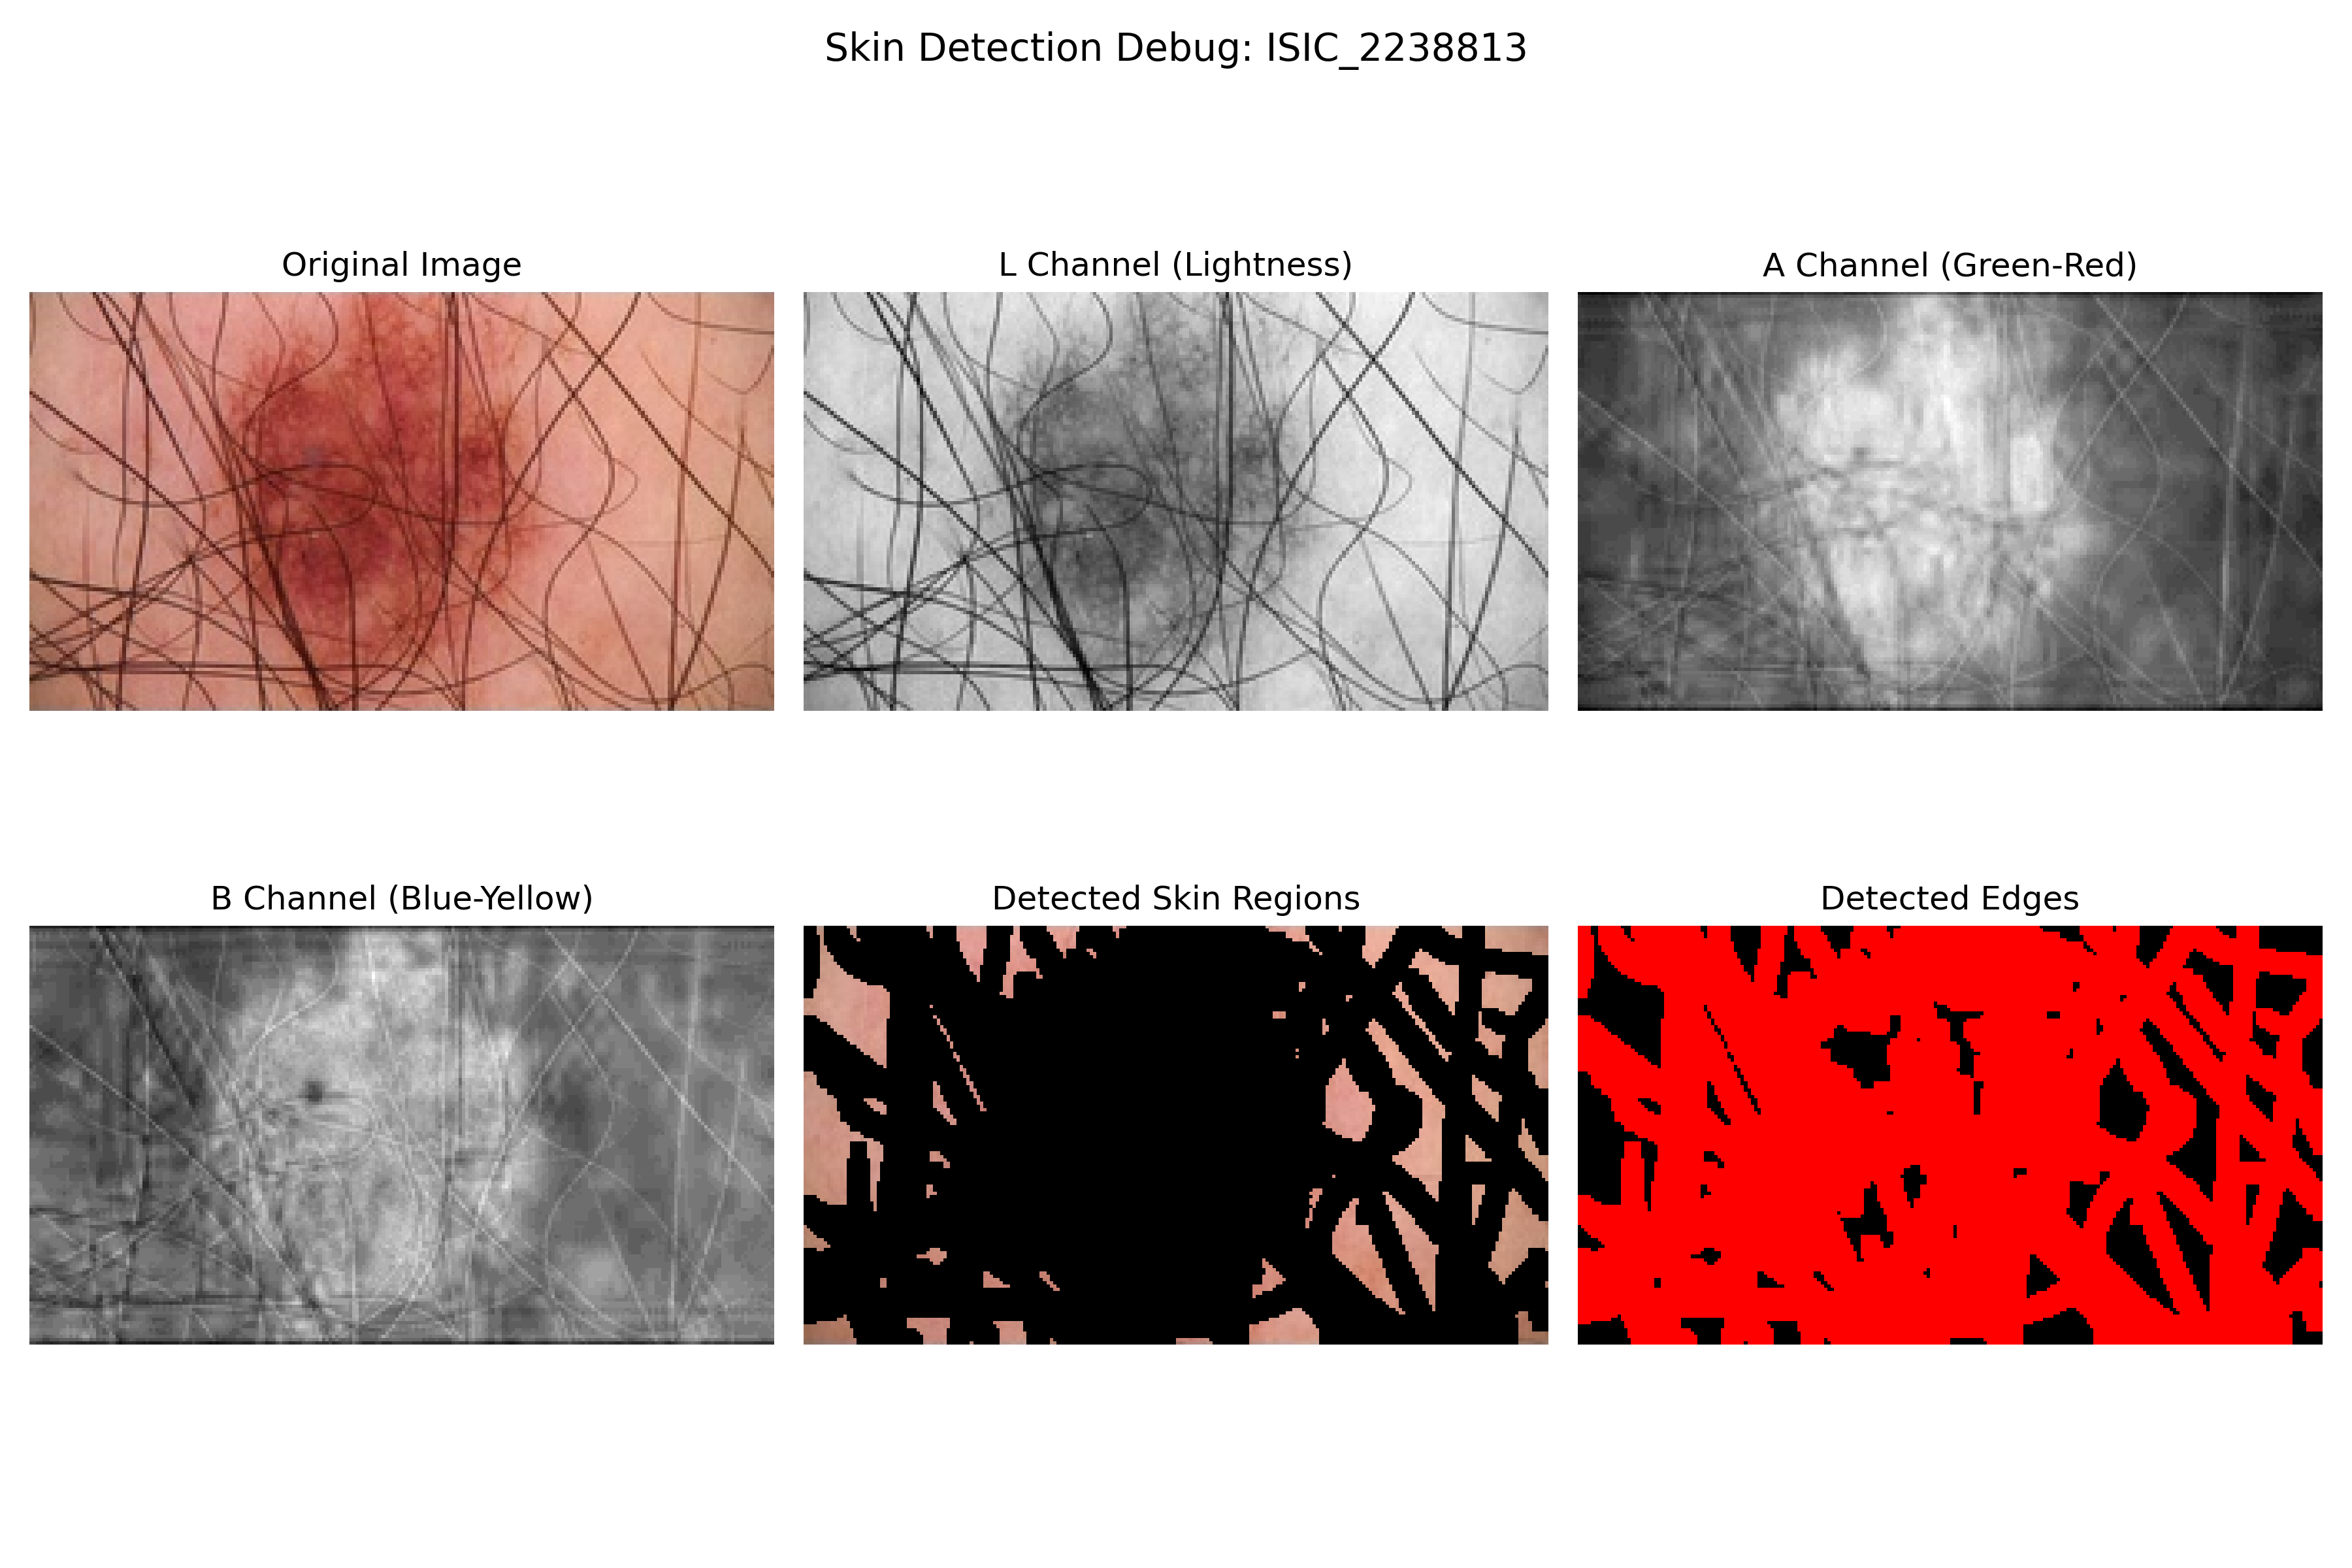 Skin Detection Debug: ISIC_2238813
Original Image
L Channel (Lightness)
A Channel (Green-Red)
B Channel (Blue-Yellow)
Detected Skin Regions
Detected Edges